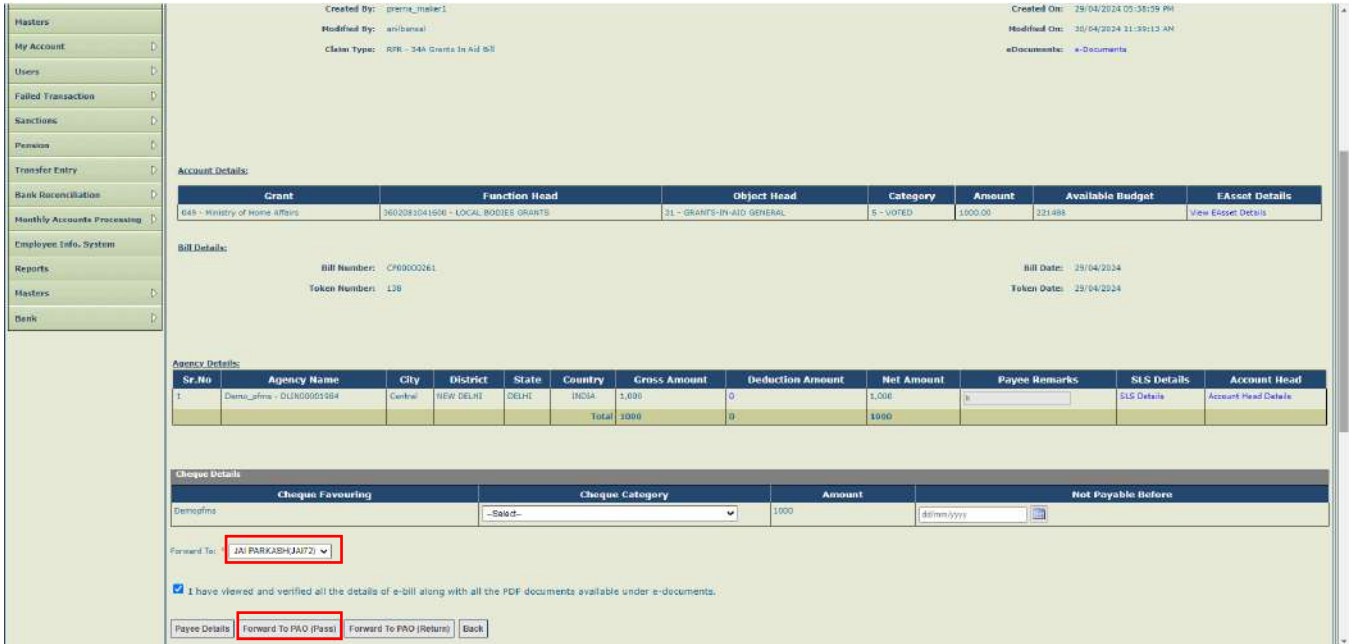 Created By: prerna_maker1 Created On: 29/04/2024 05:38:59 PM
Masters
Modified By: anilbansal Modified On: 30/04/2024 11:39:13 AM
My Account
Claim Type: RFR - 34A Grants In Aid Bill eDocuments: e-Documents
Users
Failed Transaction
Sanctions
Pension
Transfer Entry
Account Details:
Bank Reconciliation
Grant Function Head Object Head Category Amount Available Budget EAsset Details
Monthly Accounts Processing
049 - Ministry of Home Affairs LOCAL BODIES GRANTS 31 - GRANTS-IN-AID GENERAL 5 - VOTED 1000.00 221498 View EAsset Details
Employee Info. System
Bill Details:
Reports
Bill Number: CP00000261 Bill Date: 29/04/2024
Masters
Token Number: 138 Token Date: 29/04/2024
Bank
Agency Details:
Sr.No Agency Name City District State Country Gross Amount Deduction Amount Net Amount Payee Remarks SLS Details Account Head
1 Demo_pfms - DLIN00001984 Central NEW DELHI DELHI INDIA 1,000 0 1,000 k SLS Details Account Head Details
Total 1000 0 1000
Cheque Details
Cheque Favouring Cheque Category Amount Not Payable Before
Demopfms --Select-- 1000 dd/mm/yyyy
Forward To: * JAI PARKASH(JAI72)
I have viewed and verified all the details of e-bill along with all the PDF documents available under e-documents.
Payee Details Forward To PAO (Pass) Forward To PAO (Return) Back